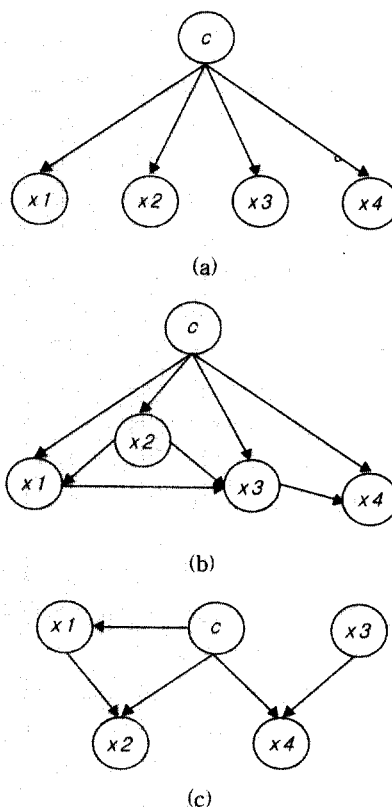 c
x1 x2 x3 x4
(a)
c
x2
x1 x3 x4
(b)
x1 c x3
x2 x4
(c)